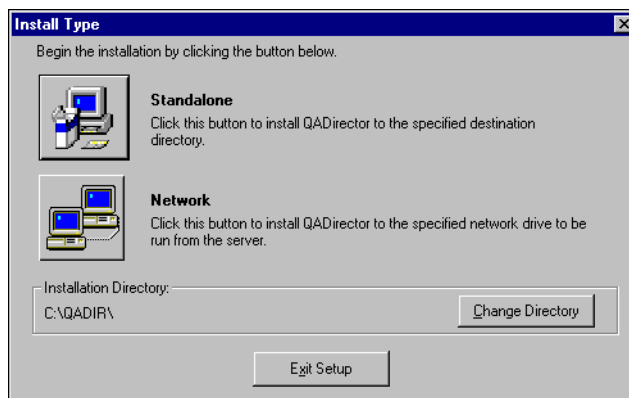 Install Type
Begin the installation by clicking the button below.
Standalone
Click this button to install QADirector to the specified destination
directory.
Network
Click this button to install QADirector to the specified network drive to be
run from the server.
Installation Directory:
C:\QADIR\
Change Directory
Exit Setup